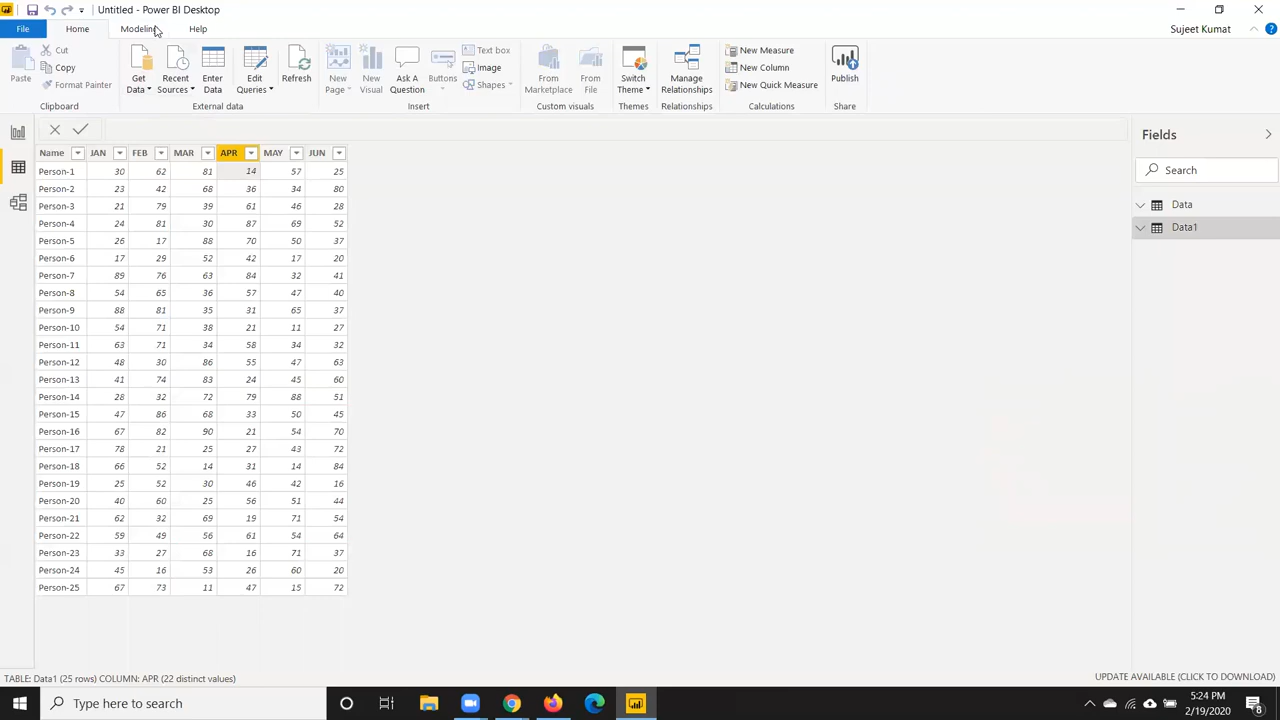 Untitled - Power BI Desktop
File
Home
Modeling
Help
Sujeet Kumat
Paste
Cut
Copy
Format Painter
Clipboard
Get Data
Recent Sources
Enter Data
Edit Queries
Refresh
External data
New Page
New Visual
Ask A Question
Buttons
Text box
Image
Shapes
Insert
From Marketplace
From File
Custom visuals
Switch Theme
Themes
Manage Relationships
Relationships
New Measure
New Column
New Quick Measure
Calculations
Publish
Share
Name JAN FEB MAR APR MAY JUN
Person-1 30 62 81 14 57 25
Person-2 23 42 68 36 34 80
Person-3 21 79 39 61 46 28
Person-4 24 81 30 87 69 52
Person-5 26 17 88 70 50 37
Person-6 17 29 52 42 17 20
Person-7 89 76 63 84 32 41
Person-8 54 65 36 57 47 40
Person-9 88 81 35 31 65 37
Person-10 54 71 38 21 11 27
Person-11 63 71 34 58 34 32
Person-12 48 30 86 55 47 63
Person-13 41 74 83 24 45 60
Person-14 28 32 72 79 88 51
Person-15 47 86 68 33 50 45
Person-16 67 82 90 21 54 70
Person-17 78 21 25 27 43 72
Person-18 66 52 14 31 14 84
Person-19 25 52 30 46 42 16
Person-20 40 60 25 56 51 44
Person-21 62 32 69 19 71 54
Person-22 59 49 56 61 54 64
Person-23 33 27 68 16 71 37
Person-24 45 16 53 26 60 20
Person-25 67 73 11 47 15 72
Fields
Search
Data
Data1
TABLE: Data1 (25 rows) COLUMN: APR (22 distinct values)
UPDATE AVAILABLE (CLICK TO DOWNLOAD)
Type here to search
5:24 PM
2/19/2020
8